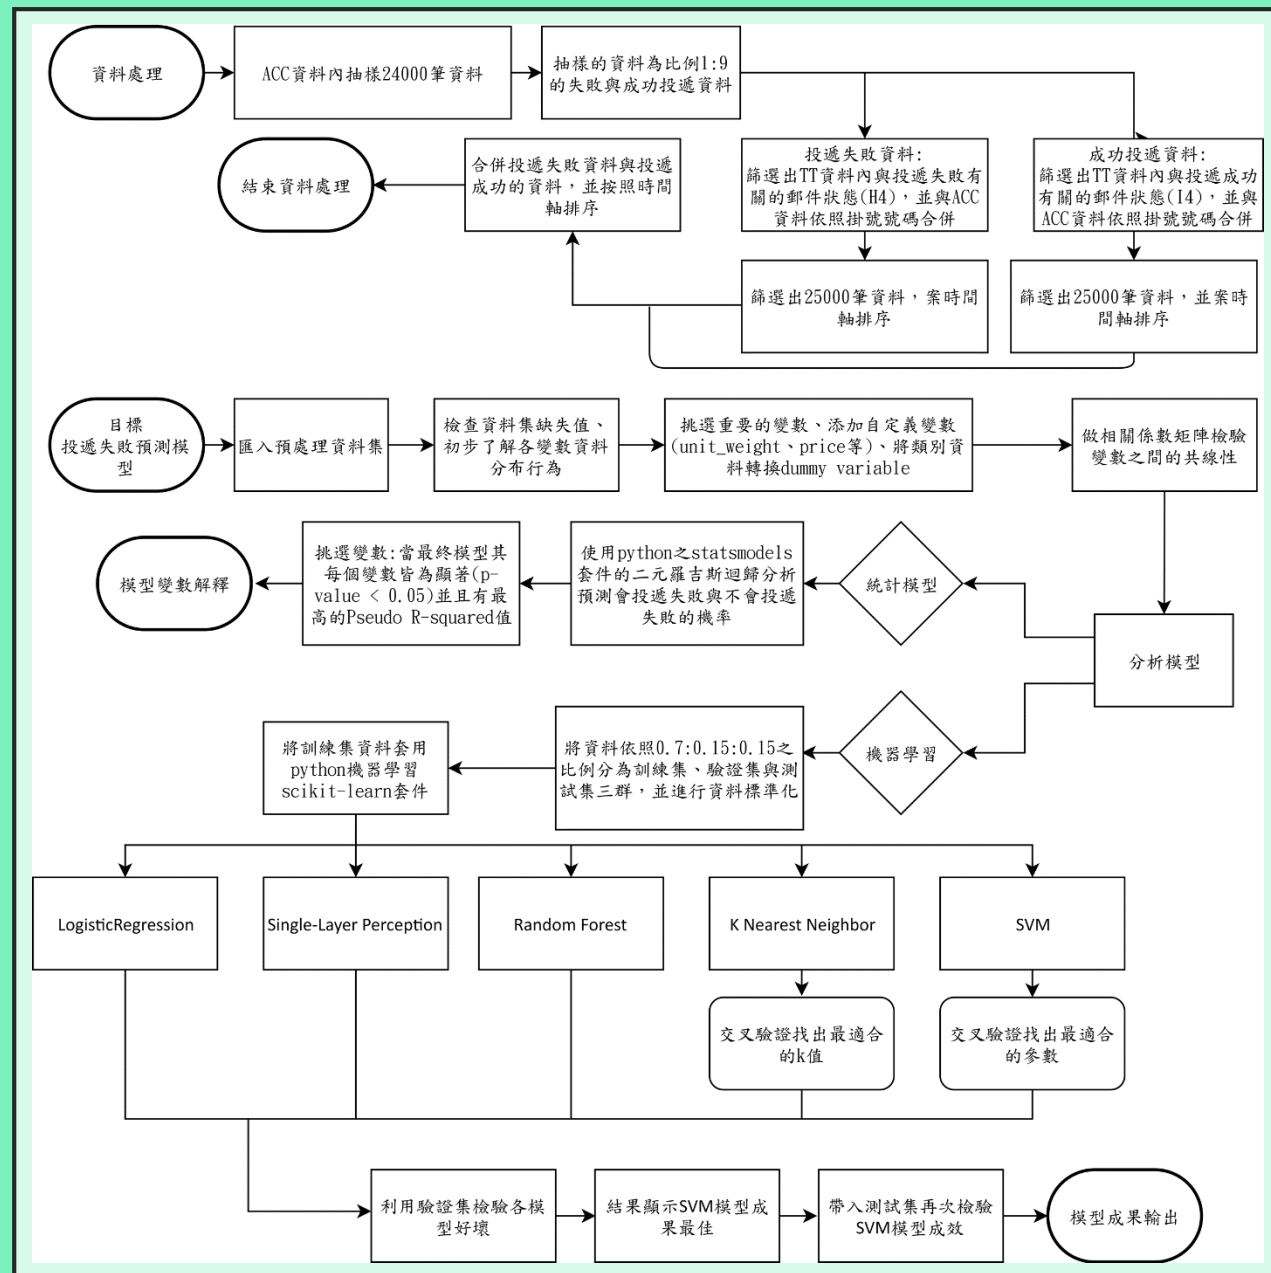 資料處理
ACC資料內抽樣24000筆資料
抽樣的資料為比例1:9
的失敗與成功投遞資料
結束資料處理
合併投遞失敗資料與投遞
成功的資料，並按照時間
軸排序
投遞失敗資料:
篩選出TT資料內與投遞失敗有
關的郵件狀態(H4)，並與ACC
資料依照掛號號碼合併
成功投遞資料:
篩選出TT資料內與投遞成功
有關的郵件狀態(I4)，並與
ACC資料依照掛號號碼合併
篩選出25000筆資料，案時間
軸排序
篩選出25000筆資料，並案時
間軸排序
目標
投遞失敗預測模
型
匯入預處理資料集
檢查資料集缺失值、
初步了解各變數資料
分布行為
挑選重要的變數、添加自定義變數
(unit_weight、price等)、將類別資
料轉換dummy variable
做相關係數矩陣檢驗
變數之間的共線性
模型變數解釋
挑選變數:當最終模型其
每個變數皆為顯著(p-
value < 0.05)並且有最
高的Pseudo R-squared值
使用python之statsmodels
套件的二元羅吉斯迴歸分析
預測會投遞失敗與不會投遞
失敗的機率
統計模型
分析模型
將訓練集資料套用
python機器學習
scikit-learn套件
將資料依照0.7:0.15:0.15之
比例分為訓練集、驗證集與測
試集三群，並進行資料標準化
機器學習
LogisticRegression
Single-Layer Perception
Random Forest
K Nearest Neighbor
SVM
交叉驗證找出最適合
的k值
交叉驗證找出最適合
的參數
利用驗證集檢驗各模
型好壞
結果顯示SVM模型成
果最佳
帶入測試集再次檢驗
SVM模型成效
模型成果輸出